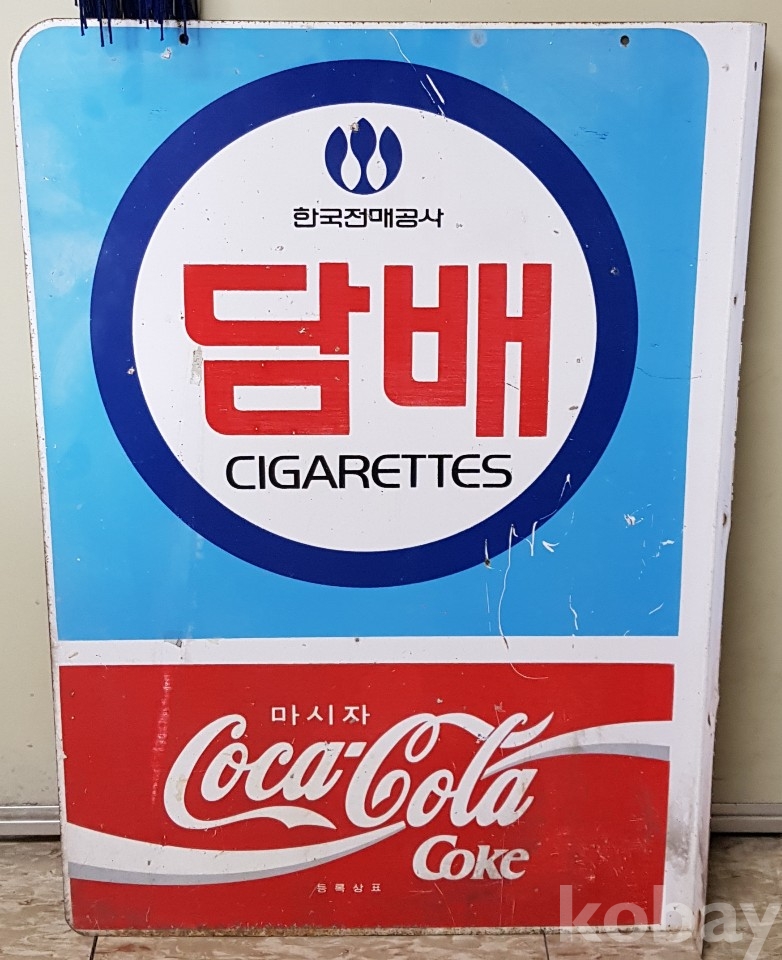 한국전매공사
담배
CIGARETTES
마시자
Coca-Cola
Coke
등록상표
kobay